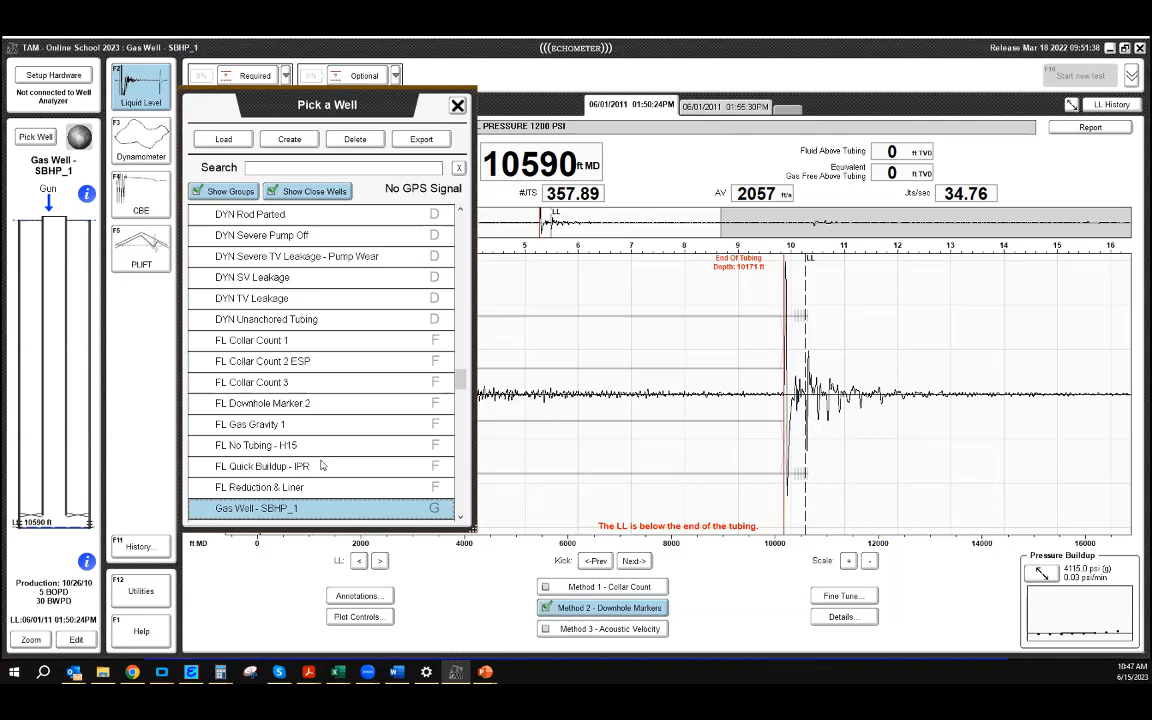 TAM - Online School 2023 : Gas Well - SBHP_1
(((ECHOMETER)))
Release Mar 18 2022 09:51:38
Setup Hardware
Not connected to Well
Analyzer
Pick Well
Gas Well -
SBHP_1
Gun
LL: 10590 ft
Production: 10/26/10
5 BOPD
30 BWPD
LL:06/01/11 01:50:24PM
Zoom
Edit
F2
Liquid Level
F3
Dynamometer
F4
CBE
F5
PLIFT
F11
History...
F12
Utilities
F1
Help
0%
? Required
0%
? Optional
F10
Start new test
Pick a Well
Load
Create
Delete
Export
Search
X
Show Groups
Show Close Wells
No GPS Signal
DYN Rod Parted D
DYN Severe Pump Off D
DYN Severe TV Leakage - Pump Wear D
DYN SV Leakage D
DYN TV Leakage D
DYN Unanchored Tubing D
FL Collar Count 1 F
FL Collar Count 2 ESP F
FL Collar Count 3 F
FL Downhole Marker 2 F
FL Gas Gravity 1 F
FL No Tubing - H15 F
FL Quick Buildup - IPR F
FL Reduction & Liner F
Gas Well - SBHP_1 G
06/01/2011 01:50:24PM
06/01/2011 01:55:30PM
LL History
L PRESSURE 1200 PSI
Report
10590 ft MD
#JTS 357.89
AV 2057 ft/s
Jts/sec 34.76
Fluid Above Tubing 0 ft TVD
Equivalent
Gas Free Above Tubing 0 ft TVD
LL
5 6 7 8 9 10 11 12 13 14 15 16
End Of Tubing
Depth: 10171 ft
LL
The LL is below the end of the tubing.
ft MD 0 2000 4000 6000 8000 10000 12000 14000 16000
LL: < >
Kick: <-Prev Next->
Scale: + -
Annotations...
Plot Controls...
Method 1 - Collar Count
Method 2 - Downhole Markers
Method 3 - Acoustic Velocity
Fine Tune...
Details...
Pressure Buildup
4115.0 psi (g)
0.03 psi/min
10:47 AM
6/15/2023